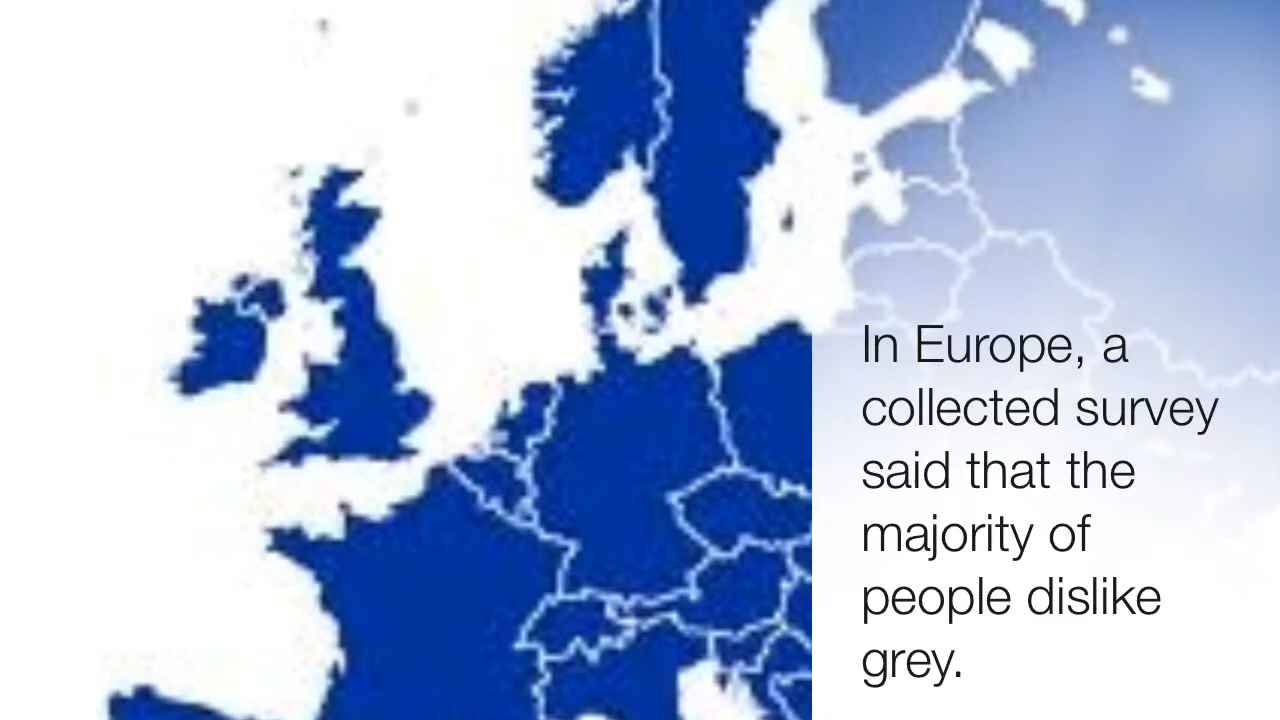 In Europe, a
collected survey
said that the
majority of
people dislike
grey.